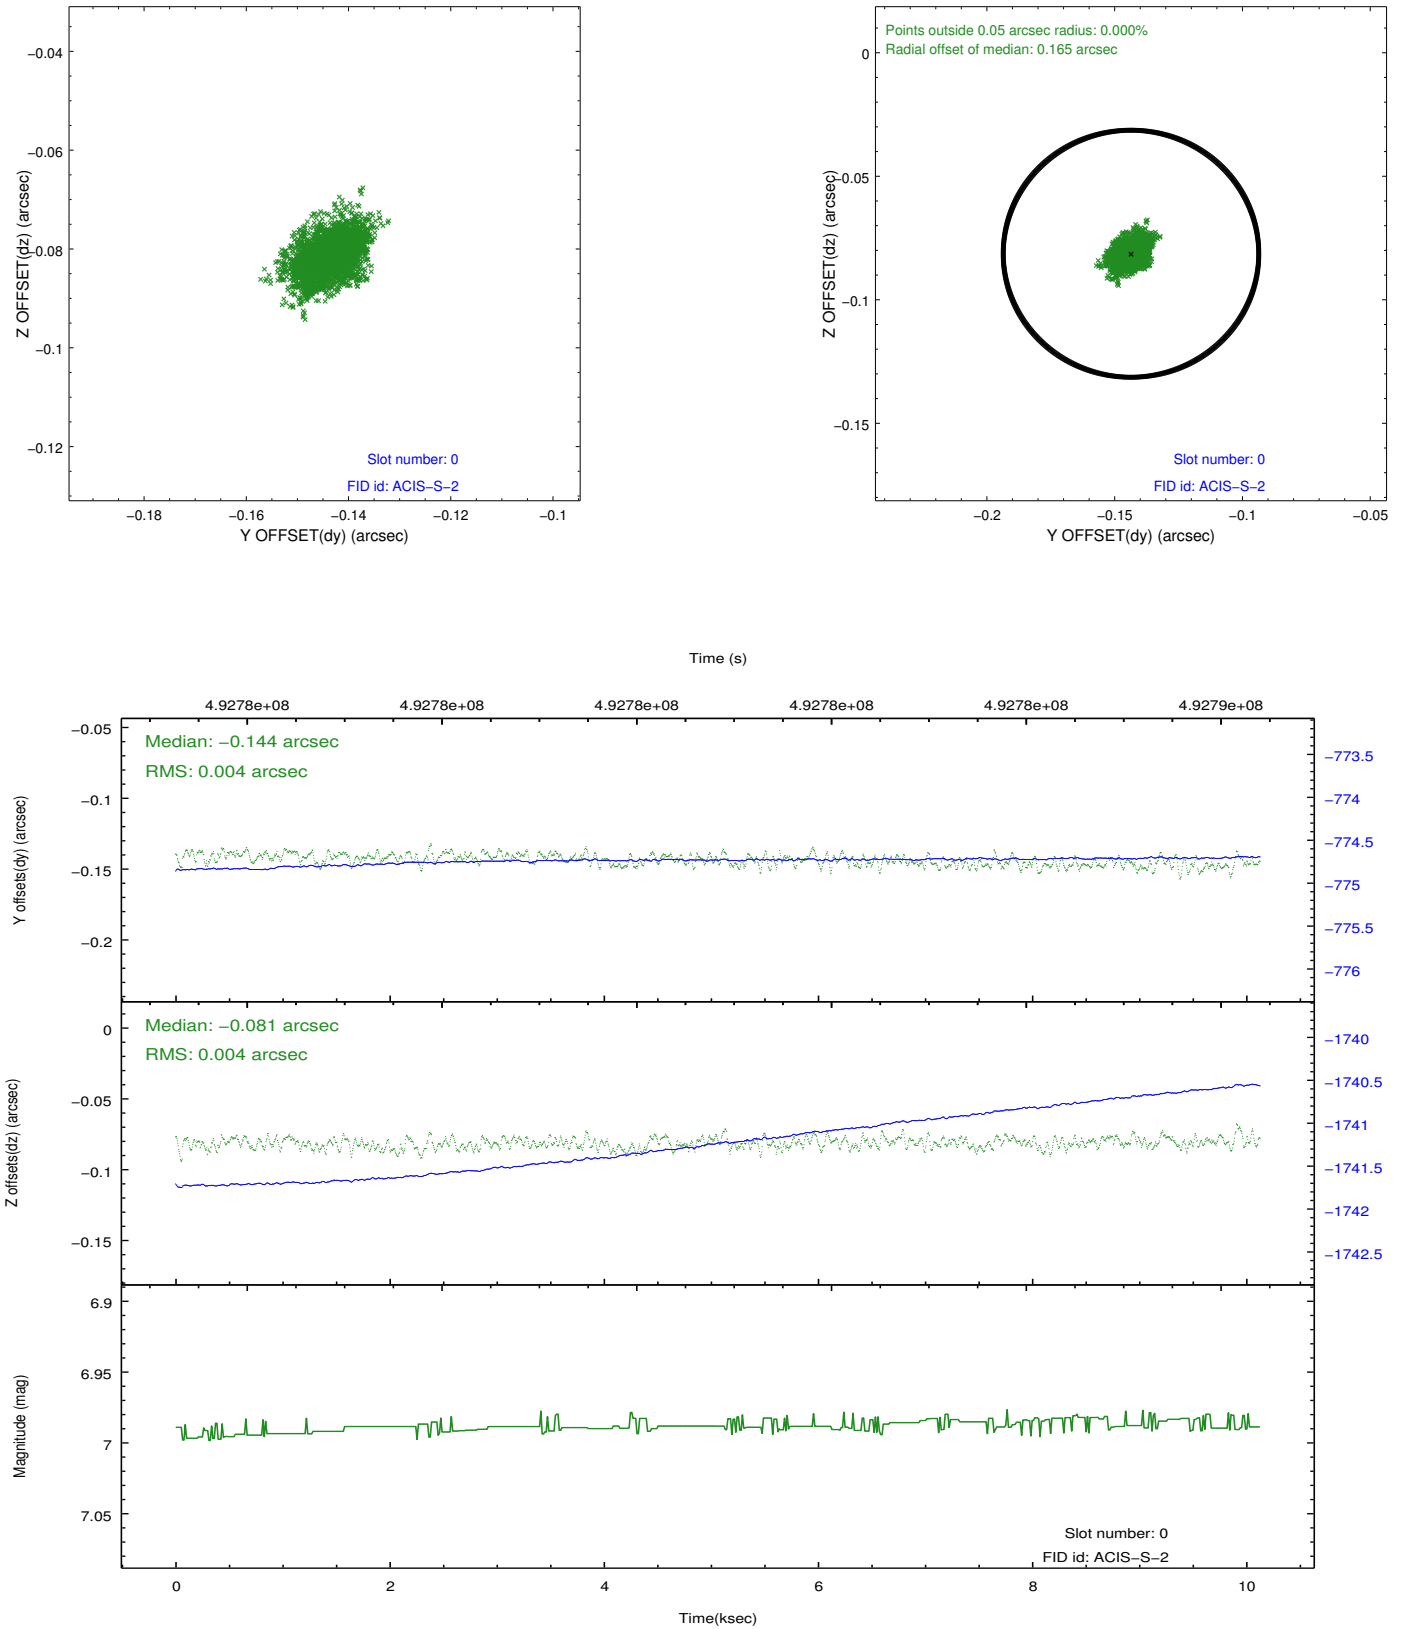 −0.04
−0.06
−0.08
−0.1
−0.12
Z OFFSET(dz) (arcsec)
Slot number: 0
FID id: ACIS−S−2
−0.18 −0.16 −0.14 −0.12 −0.1
Y OFFSET(dy) (arcsec)
Points outside 0.05 arcsec radius: 0.000%
Radial offset of median: 0.165 arcsec
0
−0.05
−0.1
−0.15
Z OFFSET(dz) (arcsec)
Slot number: 0
FID id: ACIS−S−2
−0.2 −0.15 −0.1 −0.05
Y OFFSET(dy) (arcsec)
Time (s)
4.9278e+08 4.9278e+08 4.9278e+08 4.9278e+08 4.9278e+08 4.9279e+08
Median: −0.144 arcsec
RMS: 0.004 arcsec
−0.05
−0.1
−0.15
−0.2
Y offsets(dy) (arcsec)
−773.5
−774
−774.5
−775
−775.5
−776
Median: −0.081 arcsec
RMS: 0.004 arcsec
0
−0.05
−0.1
−0.15
Z offsets(dz) (arcsec)
−1740
−1740.5
−1741
−1741.5
−1742
−1742.5
6.9
6.95
7
7.05
Magnitude (mag)
Slot number: 0
FID id: ACIS−S−2
0 2 4 6 8 10
Time(ksec)